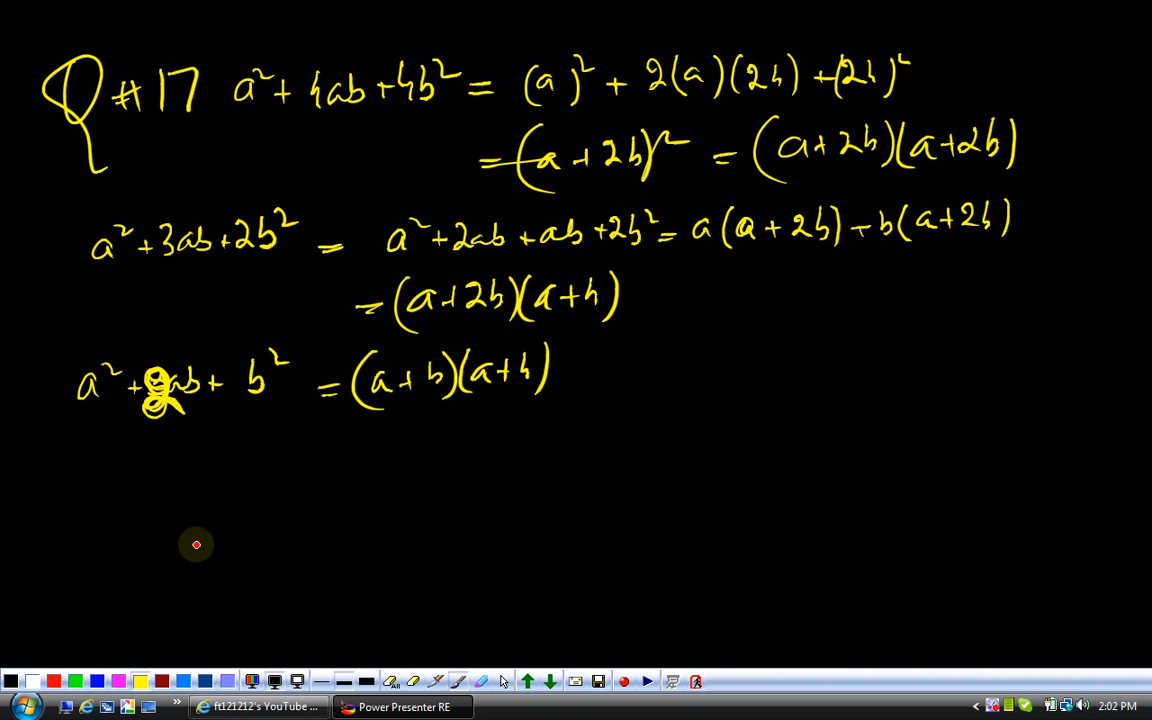 Q #17 a² + 4ab + 4b² = (a)² + 2(a)(2b) + (2b)²
= (a + 2b)² = (a + 2b)(a + 2b)
a² + 3ab + 2b² = a² + 2ab + ab + 2b² = a(a + 2b) + b(a + 2b)
= (a + 2b)(a + b)
a² + 2ab + b² = (a + b)(a + b)
ft121212's YouTube ... Power Presenter RE 2:02 PM